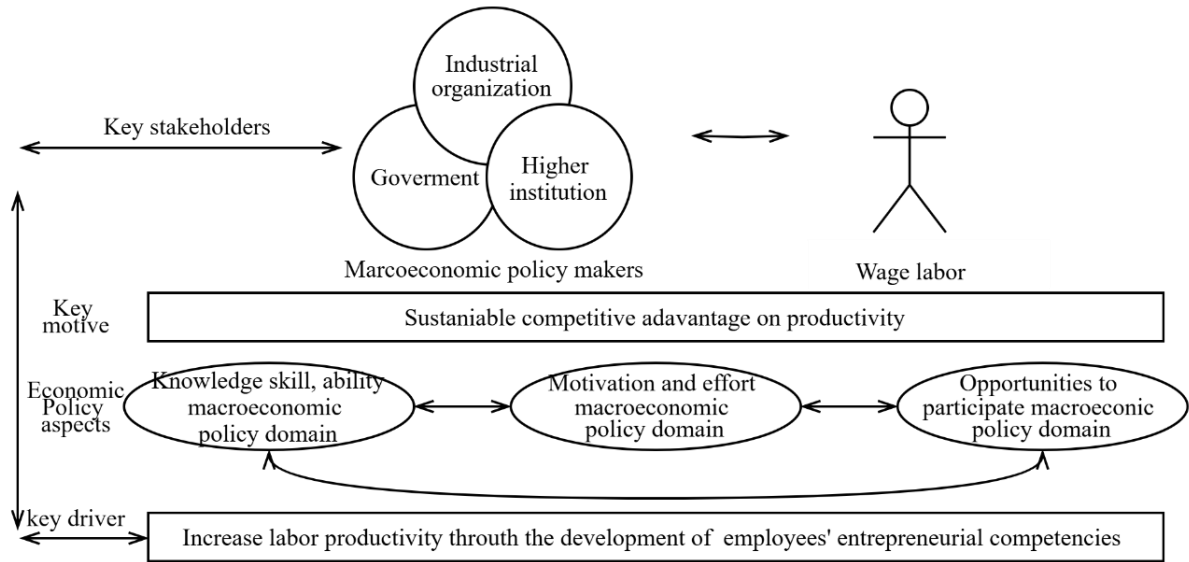 Industrial
organization
Key stakeholders
Goverment
Higher
institution
Marcoeconomic policy makers
Wage labor
Key
motive
Sustaniable competitive adavantage on productivity
Economic
Policy
aspects
Knowledge skill, ability
macroeconomic
policy domain
Motivation and effort
macroeconomic
policy domain
Opportunities to
participate macroeconic
policy domain
key driver
Increase labor productivity throuth the development of employees' entrepreneurial competencies